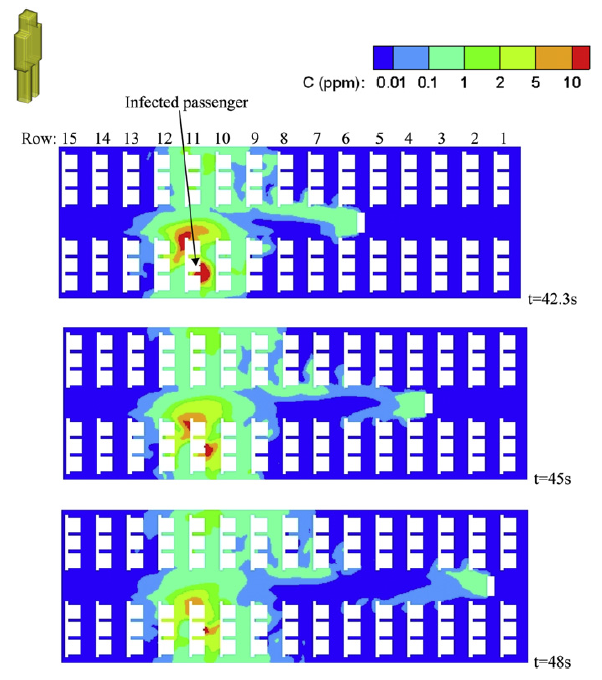 C (ppm): 0.01 0.1 1 2 5 10
Infected passenger
Row: 15 14 13 12 11 10 9 8 7 6 5 4 3 2 1
t=42.3s
t=45s
t=48s